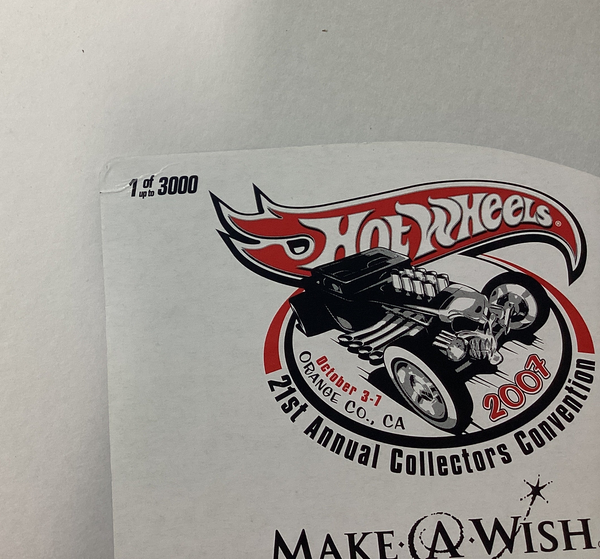 1 of up to 3000
Hot Wheels®
October 3-7
ORANGE CO., CA
2007
21st Annual Collectors Convention
MAKE·A·WISH